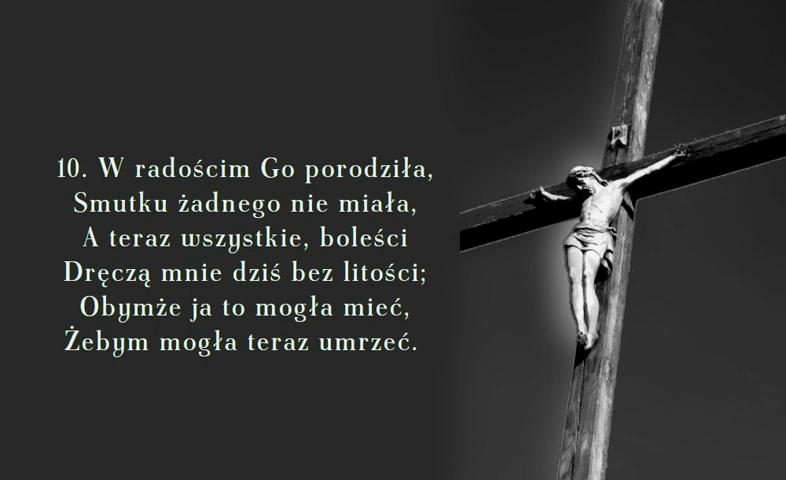 10. W radościm Go porodziła,
Smutku żadnego nie miała,
A teraz wszystkie, boleści
Dręczą mnie dziś bez litości;
Obymże ja to mogła mieć,
Żebym mogła teraz umrzeć.